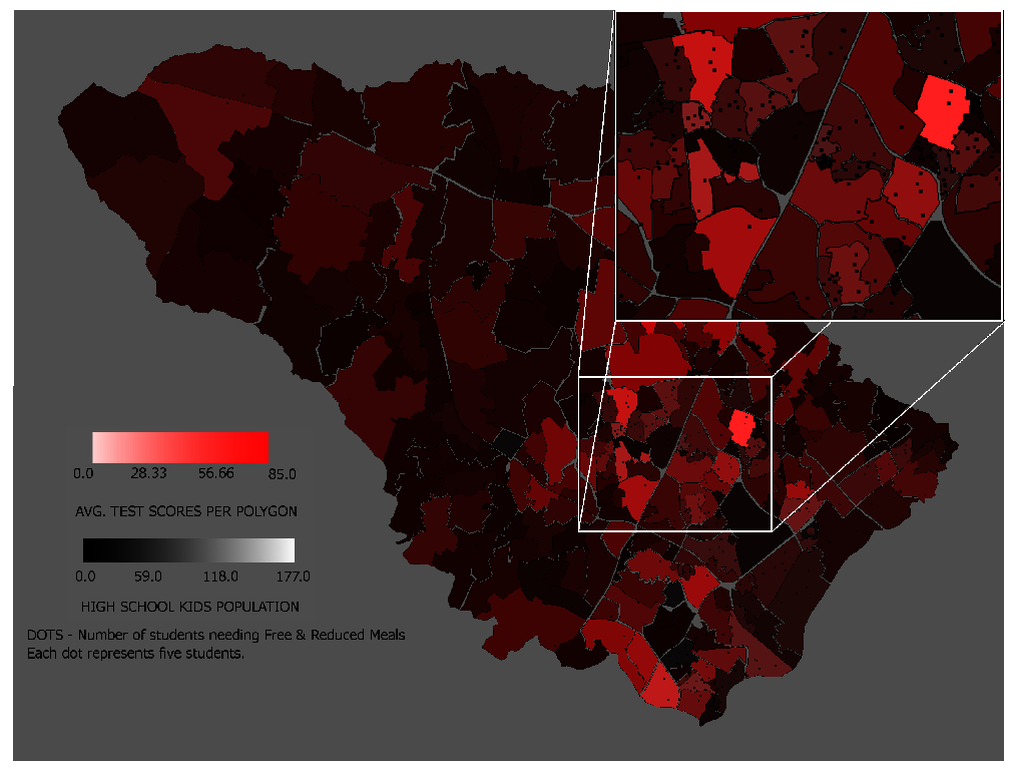 0.0 28.33 56.66 85.0
AVG. TEST SCORES PER POLYGON
0.0 59.0 118.0 177.0
HIGH SCHOOL KIDS POPULATION
DOTS - Number of students needing Free & Reduced Meals
Each dot represents five students.